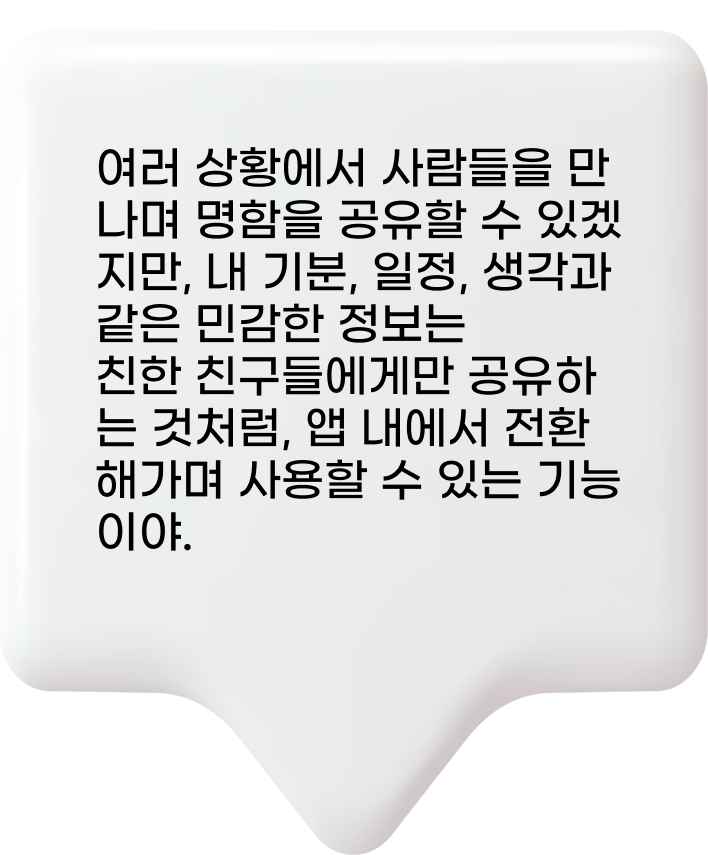 여러 상황에서 사람들을 만
나며 명함을 공유할 수 있겠
지만, 내 기분, 일정, 생각과
같은 민감한 정보는
친한 친구들에게만 공유하
는 것처럼, 앱 내에서 전환
해가며 사용할 수 있는 기능
이야.